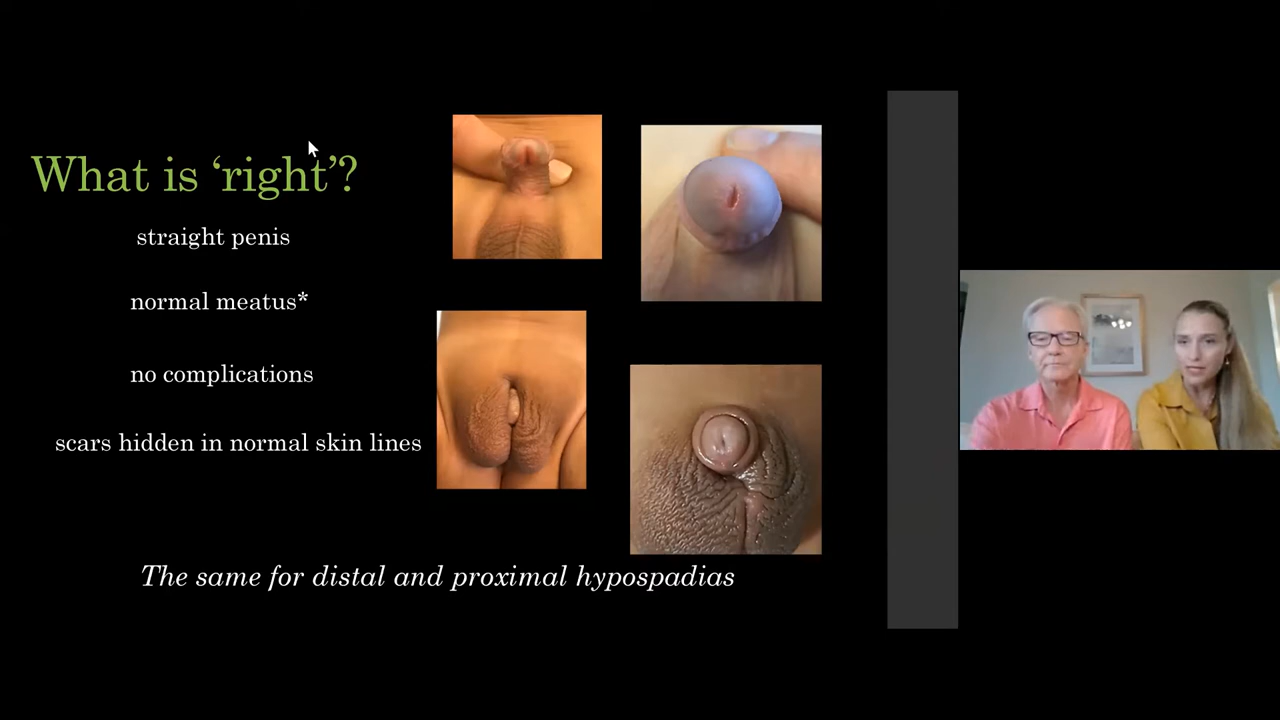 What is ‘right’?
straight penis
normal meatus*
no complications
scars hidden in normal skin lines
The same for distal and proximal hypospadias